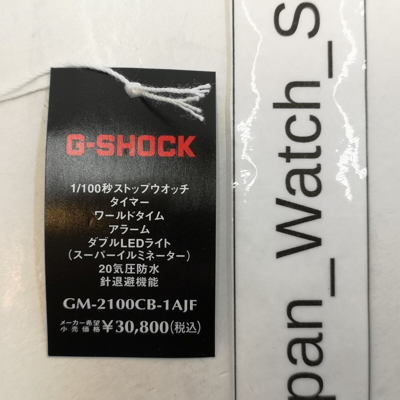 G-SHOCK
1/100秒ストップウオッチ
タイマー
ワールドタイム
アラーム
ダブルLEDライト
(スーパーイルミネーター)
20気圧防水
針退避機能
GM-2100CB-1AJF
メーカー希望小売価格 ¥30,800(税込)
pan_Watch_S